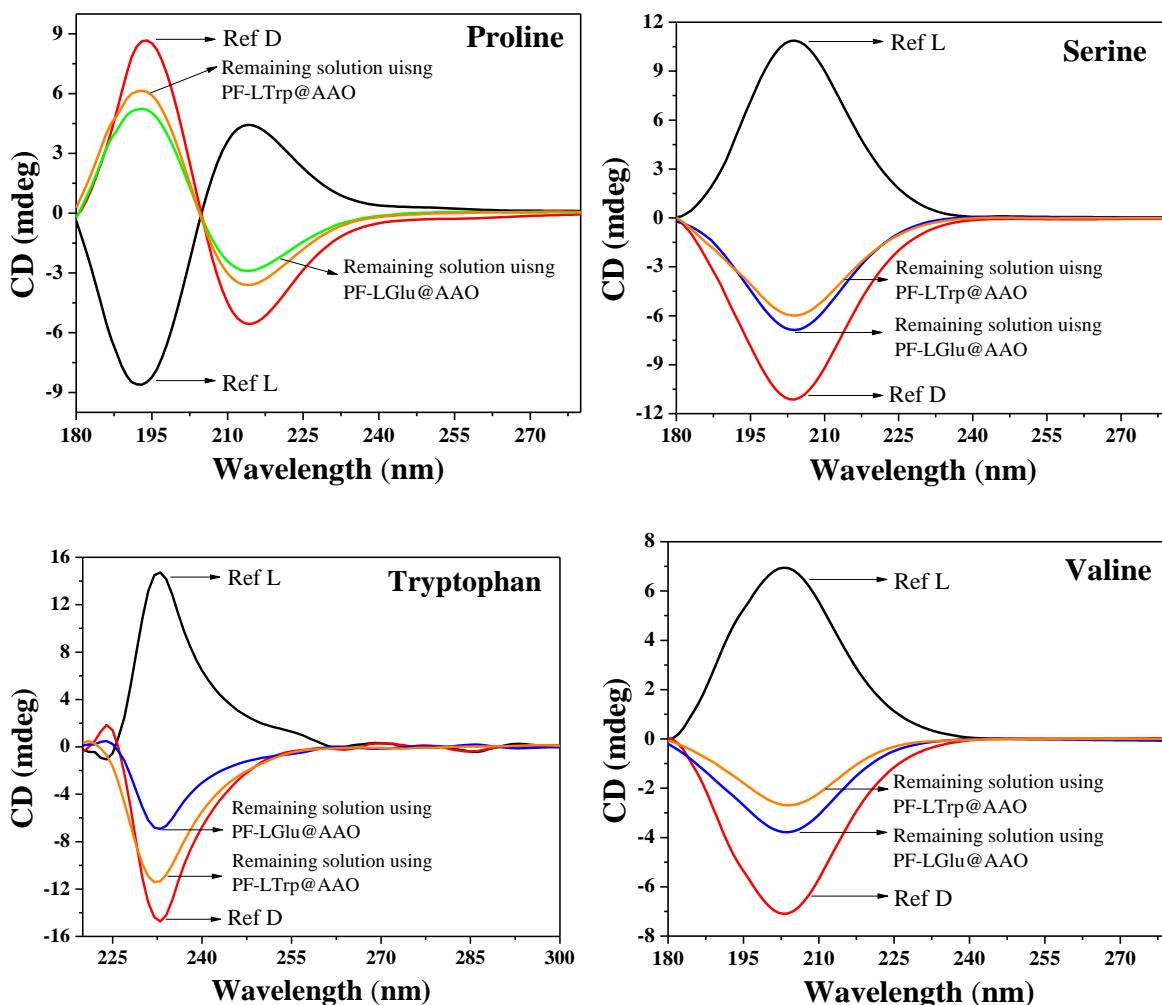 Proline
Ref D
Remaining solution uisng
PF-LTrp@AAO
Remaining solution uisng
PF-LGlu@AAO
Ref L
CD (mdeg)
9
6
3
0
-3
-6
-9
180 195 210 225 240 255 270
Wavelength (nm)
Serine
Ref L
Remaining solution uisng
PF-LTrp@AAO
Remaining solution uisng
PF-LGlu@AAO
Ref D
CD (mdeg)
12
9
6
3
0
-3
-6
-9
-12
180 195 210 225 240 255 270
Wavelength (nm)
Tryptophan
Ref L
Remaining solution using
PF-LGlu@AAO
Remaining solution using
PF-LTrp@AAO
Ref D
CD (mdeg)
16
12
8
4
0
-4
-8
-12
-16
225 240 255 270 285 300
Wavelength (nm)
Valine
Ref L
Remaining solution using
PF-LTrp@AAO
Remaining solution using
PF-LGlu@AAO
Ref D
CD (mdeg)
8
6
4
2
0
-2
-4
-6
-8
180 195 210 225 240 255 270
Wavelength (nm)